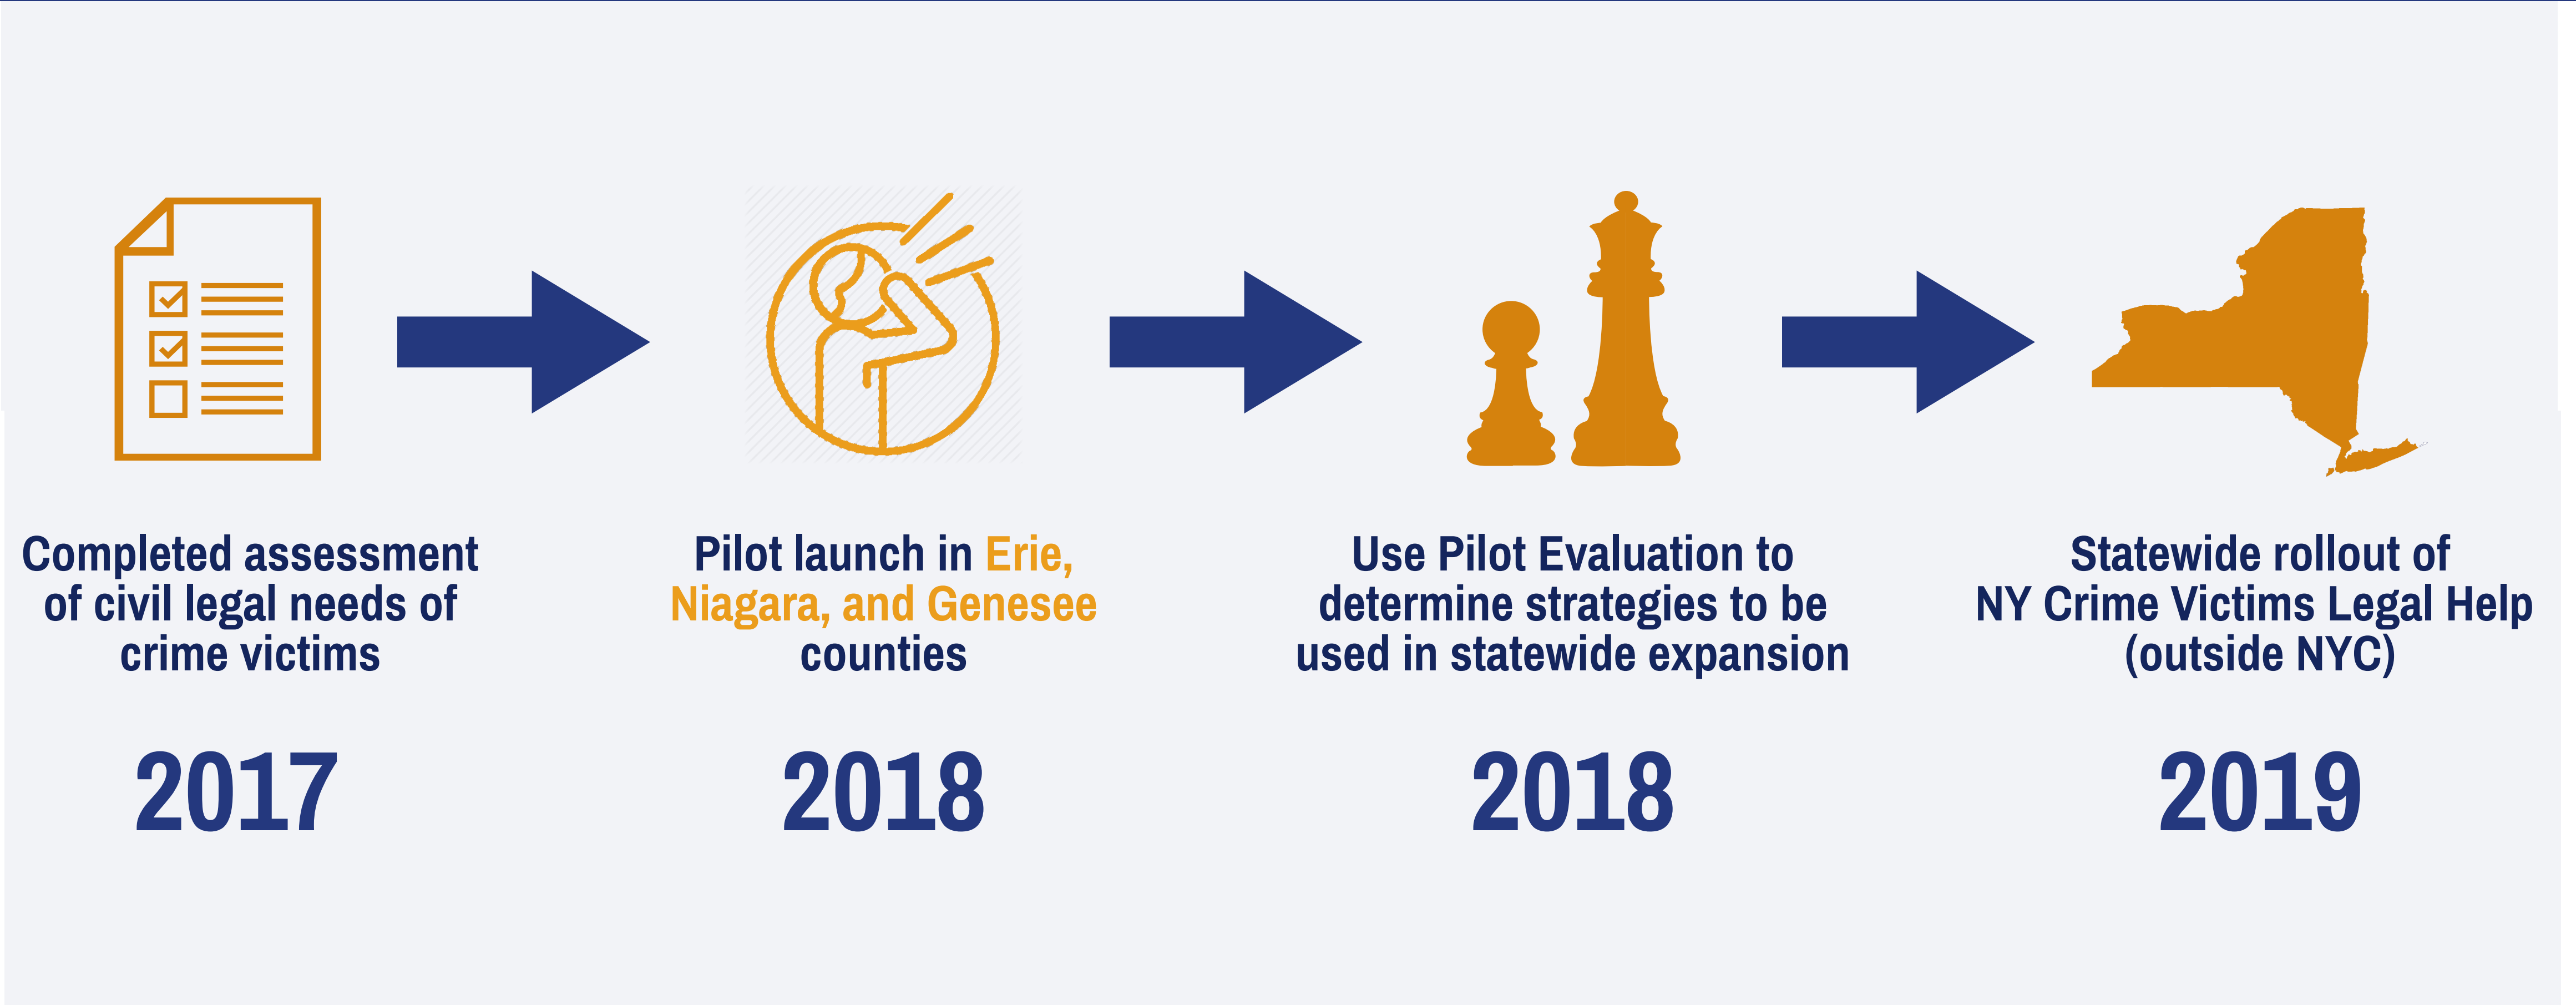 Completed assessment
of civil legal needs of
crime victims
2017
Pilot launch in Erie,
Niagara, and Genesee
counties
2018
Use Pilot Evaluation to
determine strategies to be
used in statewide expansion
2018
Statewide rollout of
NY Crime Victims Legal Help
(outside NYC)
2019